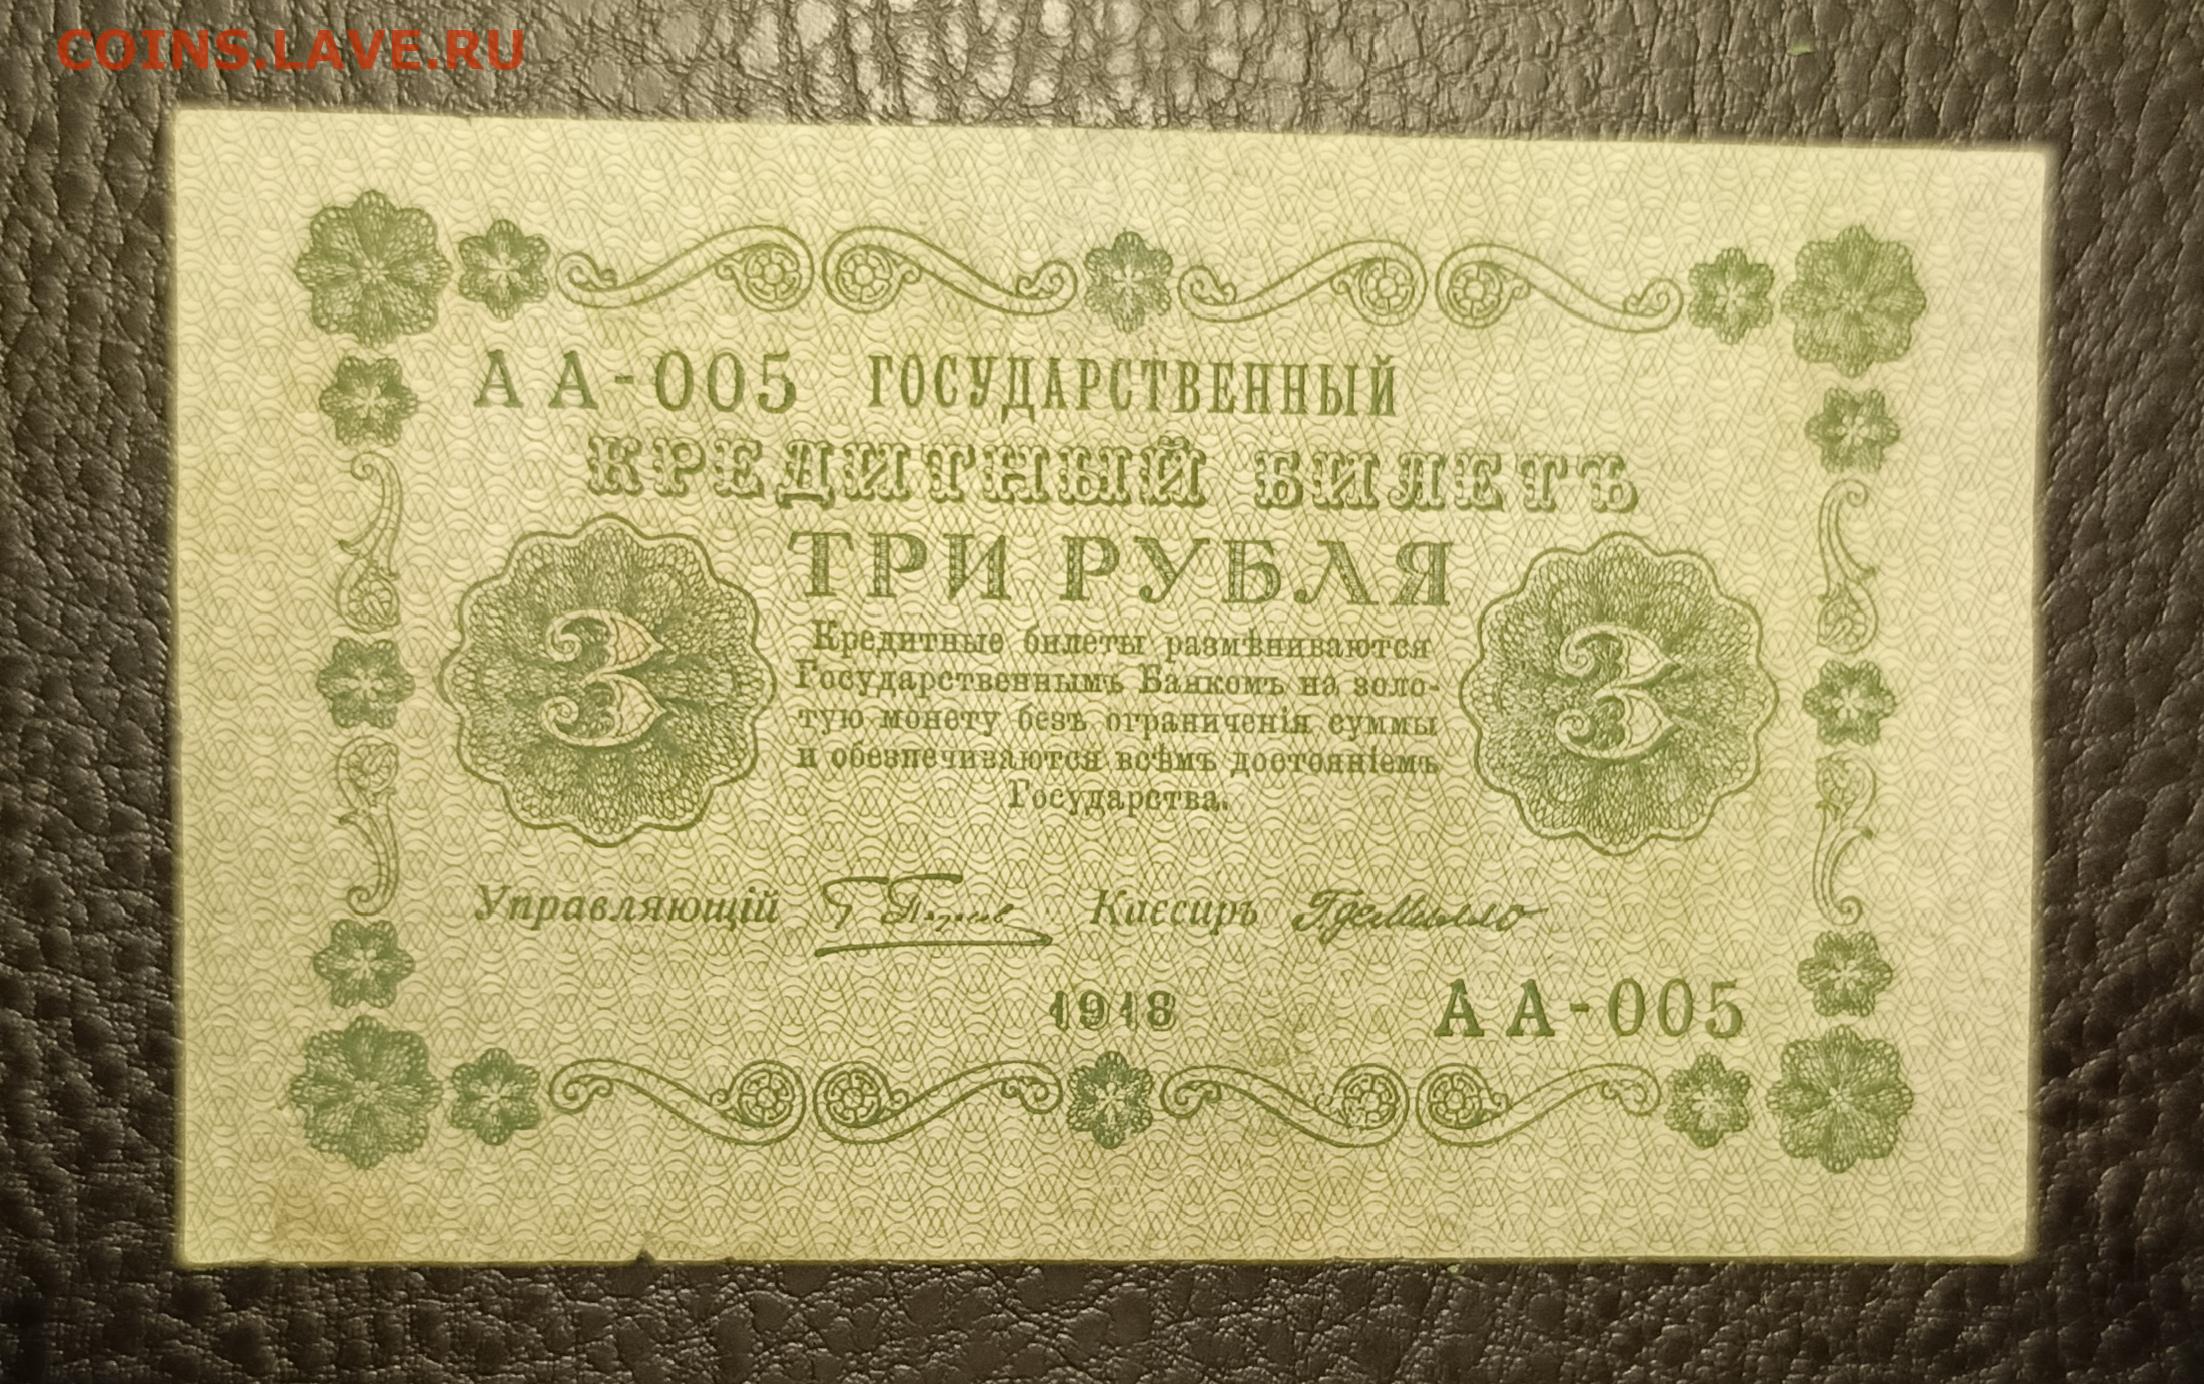 COINS.LAVE.RU
АА-005 ГОСУДАРСТВЕННЫЙ
КРЕДИТНЫЙ БИЛЕТЪ
ТРИ РУБЛЯ
3
3
Кредитные билеты размѣниваются
Государственнымъ Банкомъ на золо-
тую монету безъ ограниченія суммы
и обезпечиваются всѣмъ достояніемъ
Государства.
Управляющій Кассиръ
1918
АА-005